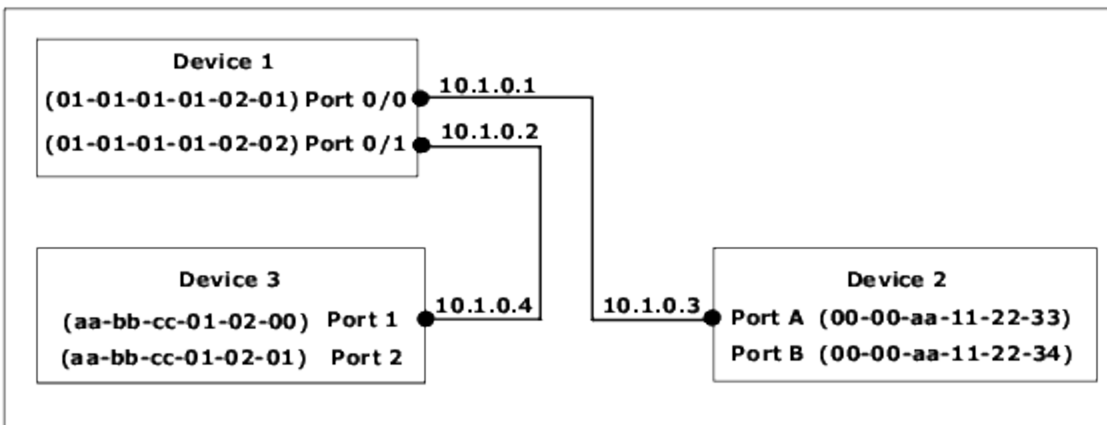 Device 1
(01-01-01-01-02-01) Port 0/0
10.1.0.1
(01-01-01-01-02-02) Port 0/1
10.1.0.2
Device 3
(aa-bb-cc-01-02-00) Port 1
10.1.0.4
(aa-bb-cc-01-02-01) Port 2
Device 2
10.1.0.3
Port A (00-00-aa-11-22-33)
Port B (00-00-aa-11-22-34)